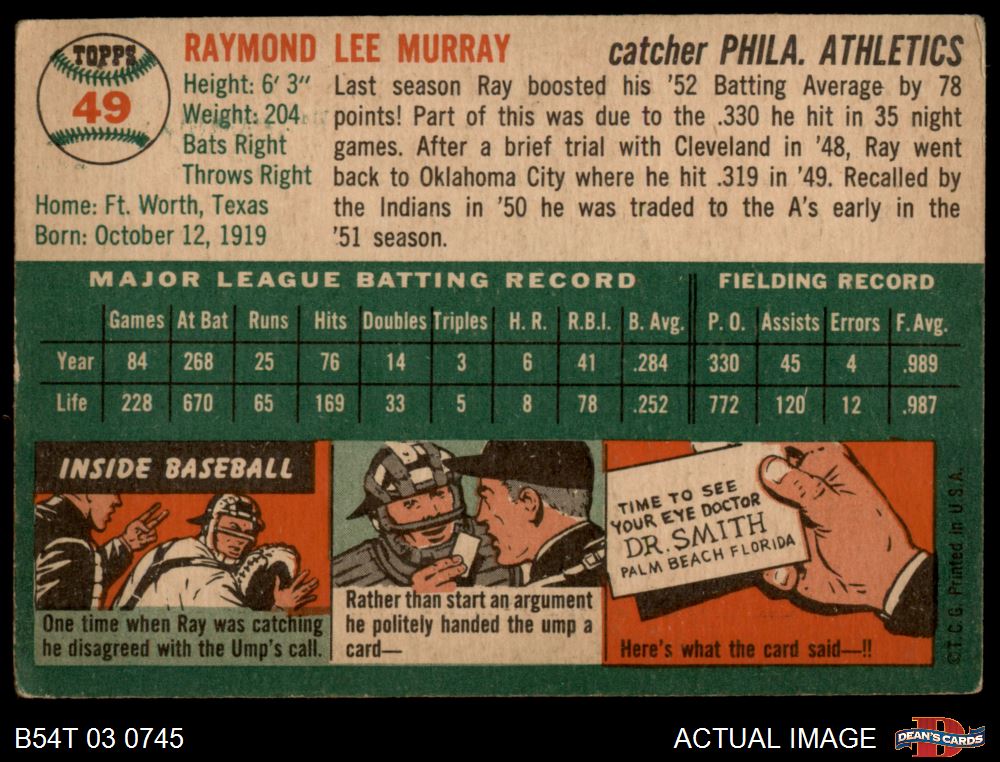 TOPPS
49
RAYMOND LEE MURRAY
catcher PHILA. ATHLETICS
Height: 6' 3"
Weight: 204
Bats Right
Throws Right
Home: Ft. Worth, Texas
Born: October 12, 1919
Last season Ray boosted his '52 Batting Average by 78
points! Part of this was due to the .330 he hit in 35 night
games. After a brief trial with Cleveland in '48, Ray went
back to Oklahoma City where he hit .319 in '49. Recalled by
the Indians in '50 he was traded to the A's early in the
'51 season.
MAJOR LEAGUE BATTING RECORD FIELDING RECORD
Games At Bat Runs Hits Doubles Triples H. R. R.B.I. B. Avg. P. O. Assists Errors F. Avg.
Year 84 268 25 76 14 3 6 41 .284 330 45 4 .989
Life 228 670 65 169 33 5 8 78 .252 772 120 12 .987
INSIDE BASEBALL
One time when Ray was catching
he disagreed with the Ump's call.
Rather than start an argument
he politely handed the ump a
card—
TIME TO SEE
YOUR EYE DOCTOR
DR. SMITH
PALM BEACH FLORIDA
Here's what the card said—!!
© T. C. G. Printed in U.S.A.
B54T 03 0745
ACTUAL IMAGE
D
DEAN'S CARDS